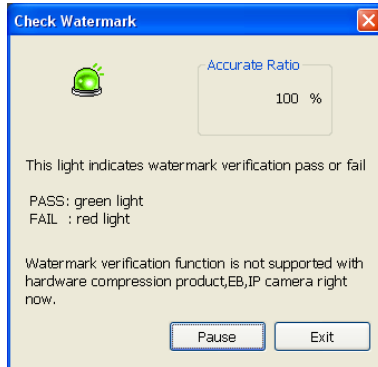 Check Watermark
Accurate Ratio
100 %
This light indicates watermark verification pass or fail
PASS: green light
FAIL : red light
Watermark verification function is not supported with
hardware compression product,EB,IP camera right
now.
Pause Exit